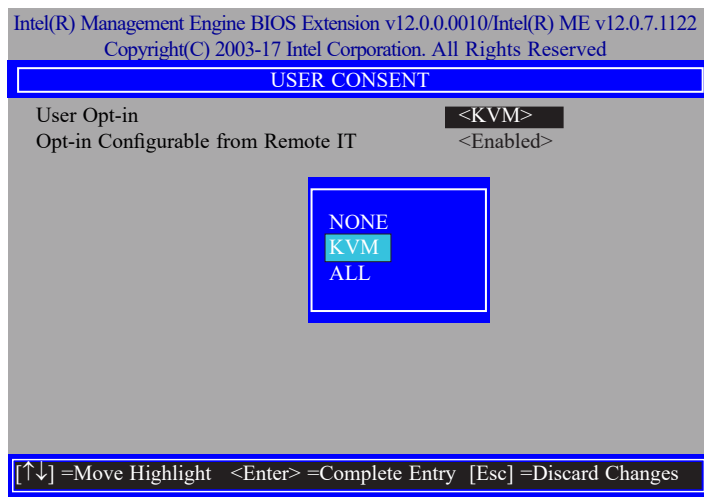 Intel(R) Management Engine BIOS Extension v12.0.0.0010/Intel(R) ME v12.0.7.1122
Copyright(C) 2003-17 Intel Corporation. All Rights Reserved
USER CONSENT
User Opt-in <KVM>
Opt-in Configurable from Remote IT <Enabled>
NONE
KVM
ALL
[↑↓] =Move Highlight <Enter> =Complete Entry [Esc] =Discard Changes